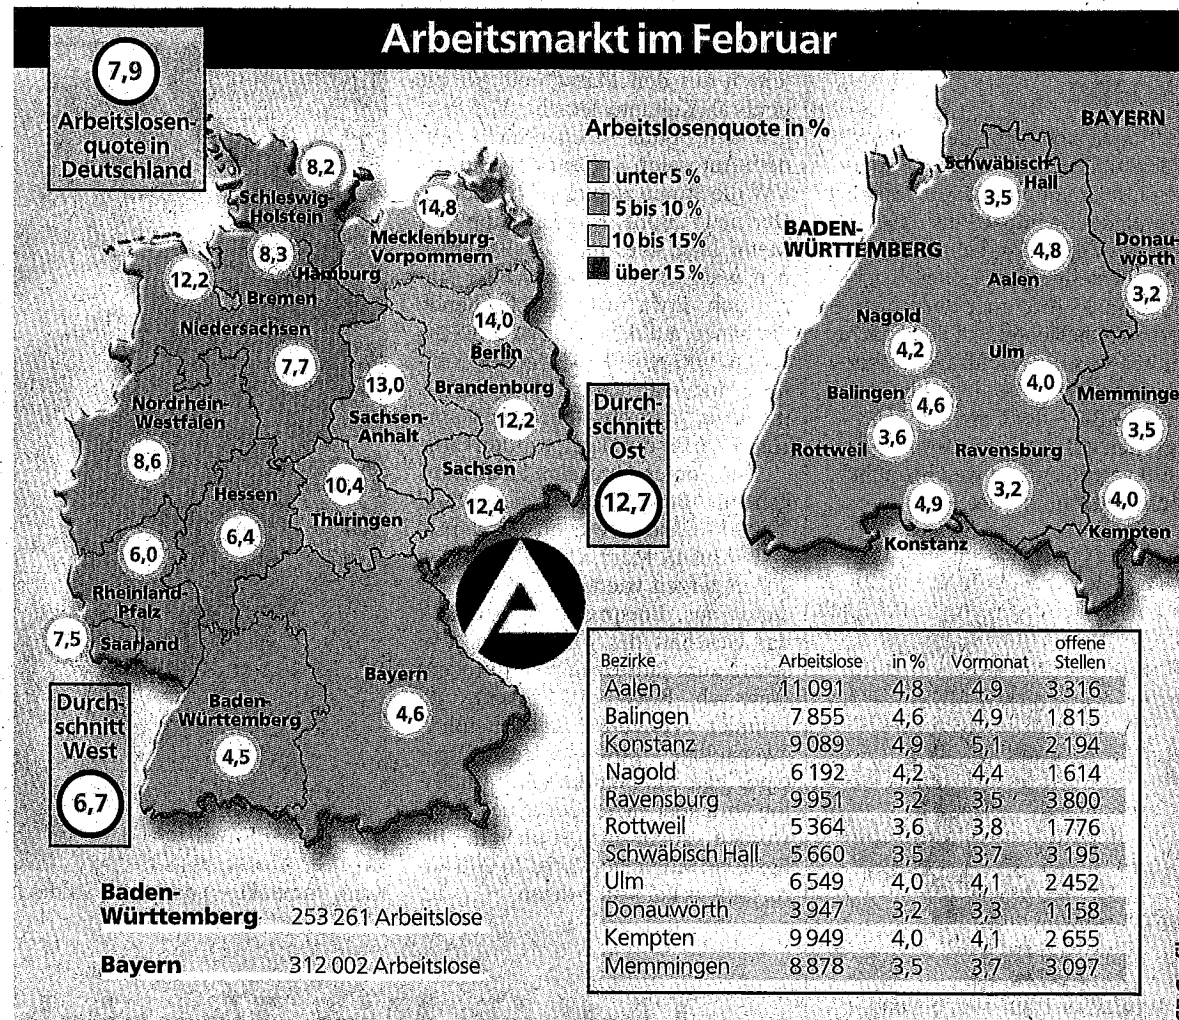 Arbeitsmarkt im Februar
7,9
Arbeitslosen-
quote in
Deutschland
8,2
Schleswig-
Holstein
14,8
Mecklenburg-
Vorpommern
8,3
Hamburg
12,2
Bremen
Niedersachsen
7,7
14,0
Berlin
13,0
Sachsen-
Anhalt
Brandenburg
12,2
Nordrhein-
Westfalen
8,6
Hessen
6,4
10,4
Thüringen
Sachsen
12,4
6,0
Rheinland-
Pfalz
7,5
Saarland
Bayern
4,6
Baden-
Württemberg
4,5
Durch-
schnitt
West
6,7
Durch-
schnitt
Ost
12,7
Arbeitslosenquote in %
unter 5 %
5 bis 10 %
10 bis 15%
über 15 %
BAYERN
BADEN-
WÜRTTEMBERG
Schwäbisch-
Hall
3,5
4,8
Aalen
Donau-
wörth
3,2
Nagold
4,2
Ulm
4,0
Balingen
4,6
Memminge
3,5
Rottweil
3,6
Ravensburg
3,2
4,9
Konstanz
4,0
Kempten
Bezirke Arbeitslose in % Vormonat offene
Stellen
Aalen 11 091 4,8 4,9 3 316
Balingen 7 855 4,6 4,9 1 815
Konstanz 9 089 4,9 5,1 2 194
Nagold 6 192 4,2 4,4 1 614
Ravensburg 9 951 3,2 3,5 3 800
Rottweil 5 364 3,6 3,8 1 776
Schwäbisch Hall 5 660 3,5 3,7 3 195
Ulm 6 549 4,0 4,1 2 452
Donauwörth 3 947 3,2 3,3 1 158
Kempten 9 949 4,0 4,1 2 655
Memmingen 8 878 3,5 3,7 3 097
Baden-
Württemberg 253 261 Arbeitslose
Bayern 312 002 Arbeitslose